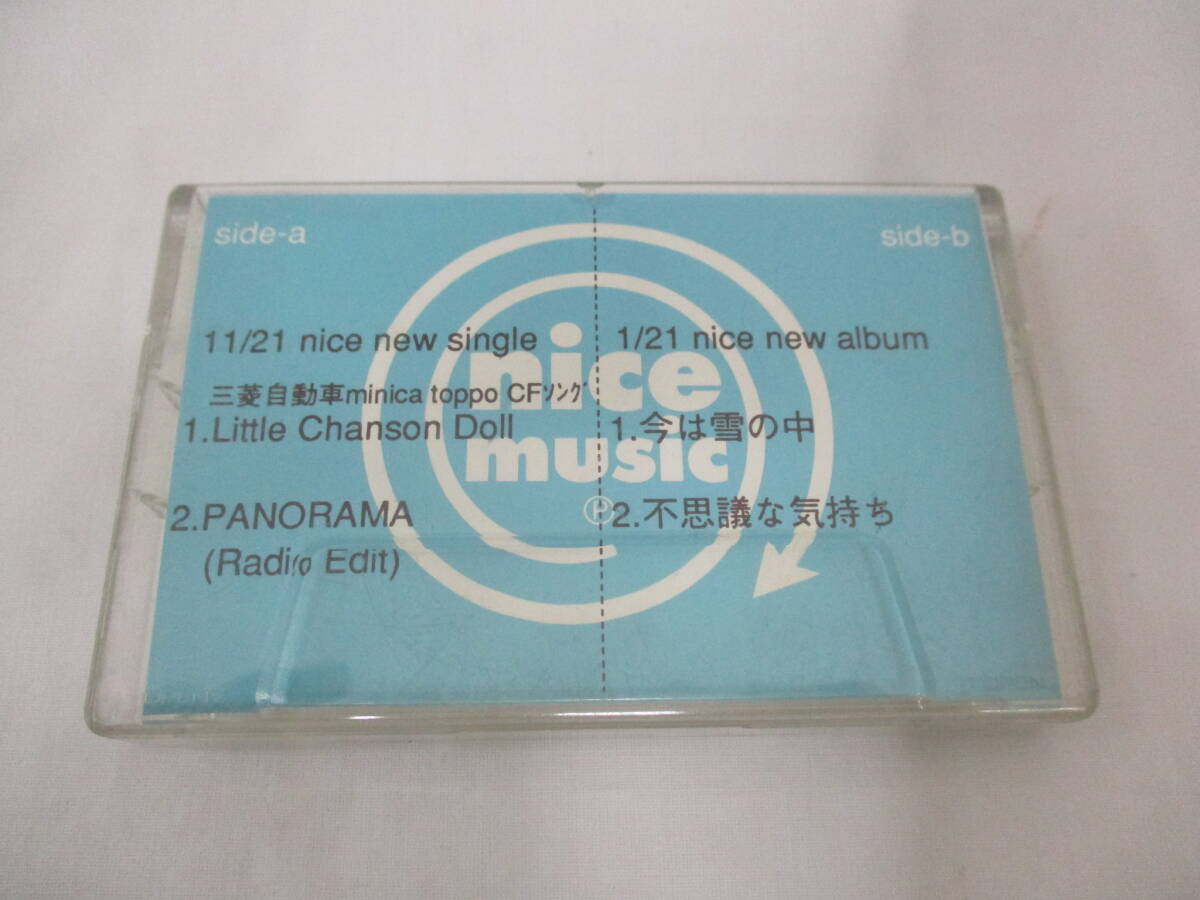 side-a
11/21 nice new single
三菱自動車minica toppo CFｿﾝｸﾞ
1.Little Chanson Doll
2.PANORAMA
(Radio Edit)
side-b
1/21 nice new album
1.今は雪の中
2.不思議な気持ち
nice
music
℗